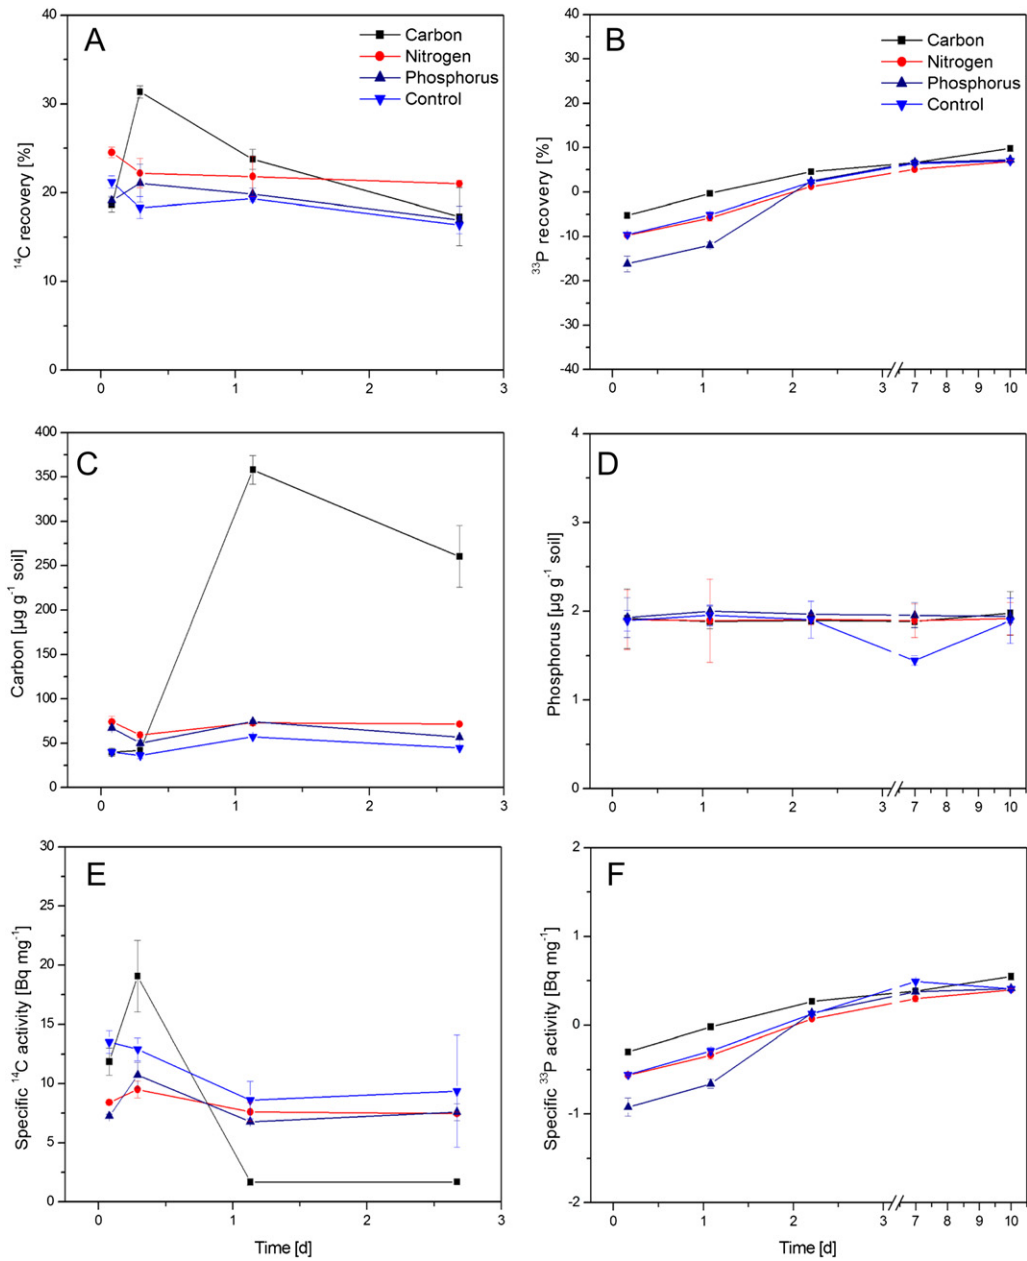 A
Carbon
Nitrogen
Phosphorus
Control
¹⁴C recovery [%]
40
30
20
10
0
0 1 2 3
B
Carbon
Nitrogen
Phosphorus
Control
³³P recovery [%]
40
30
20
10
0
-10
-20
-30
-40
0 1 2 3 7 8 9 10
C
Carbon [µg g⁻¹ soil]
400
350
300
250
200
150
100
50
0
0 1 2 3
D
Phosphorus [µg g⁻¹ soil]
4
3
2
1
0
0 1 2 3 7 8 9 10
E
Specific ¹⁴C activity [Bq mg⁻¹]
30
25
20
15
10
5
0
0 1 2 3
Time [d]
F
Specific ³³P activity [Bq mg⁻¹]
2
1
0
-1
-2
0 1 2 3 7 8 9 10
Time [d]